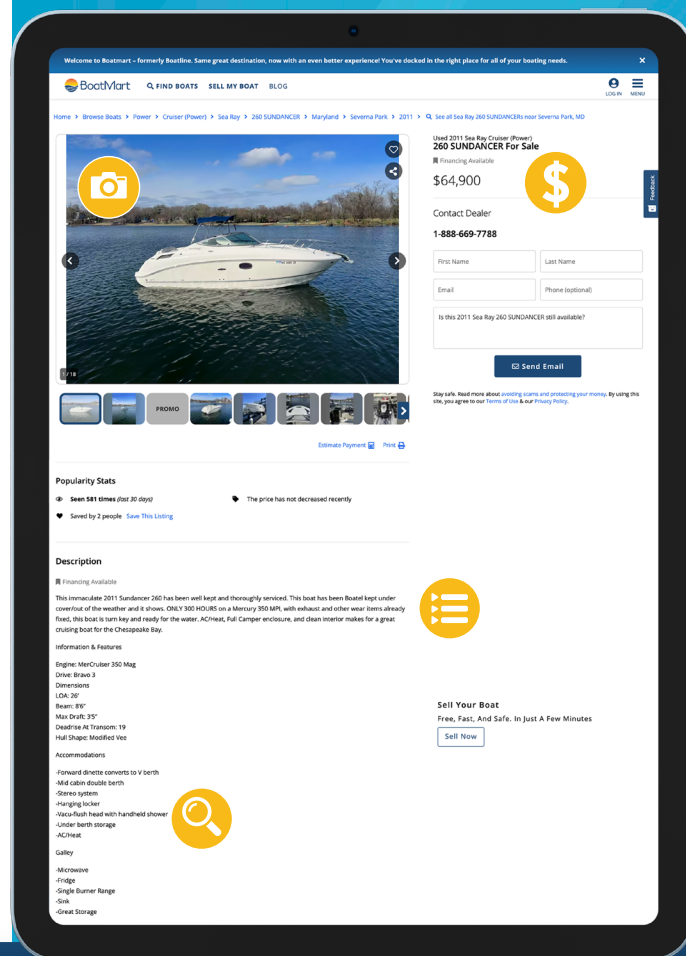 Welcome to Boatmart – formerly Boatline. Same great destination, now with an even better experience! You've docked in the right place for all of your boating needs.
BoatMart
FIND BOATS SELL MY BOAT BLOG
LOG IN MENU
Home > Browse Boats > Power > Cruiser (Power) > Sea Ray > 260 SUNDANCER > Maryland > Severna Park > 2011 > See all Sea Ray 260 SUNDANCERs near Severna Park, MD
Used 2011 Sea Ray Cruiser (Power)
260 SUNDANCER For Sale
Financing Available
$64,900
$
Feedback
Contact Dealer
1-888-669-7788
First Name Last Name
Email Phone (optional)
Is this 2011 Sea Ray 260 SUNDANCER still available?
Send Email
Stay safe. Read more about avoiding scams and protecting your money. By using this
site, you agree to our Terms of Use & our Privacy Policy.
1 / 18
PROMO
Estimate Payment Print
Popularity Stats
Seen 581 times (last 30 days) The price has not decreased recently
Saved by 2 people Save This Listing
Description
Financing Available
This immaculate 2011 Sundancer 260 has been well kept and thoroughly serviced. This boat has been Boatel kept under
cover/out of the weather and it shows. ONLY 300 HOURS on a Mercury 350 MPI, with exhaust and other wear items already
fixed, this boat is turn key and ready for the water. AC/Heat, Full Camper enclosure, and clean interior makes for a great
cruising boat for the Chesapeake Bay.
Information & Features
Engine: MerCruiser 350 Mag
Drive: Bravo 3
Dimensions
LOA: 26'
Beam: 8'6"
Max Draft: 3'5"
Deadrise At Transom: 19
Hull Shape: Modified Vee
Accommodations
-Forward dinette converts to V berth
-Mid cabin double berth
-Stereo system
-Hanging locker
-Vacu-flush head with handheld shower
-Under berth storage
-AC/Heat
Galley
-Microwave
-Fridge
-Single Burner Range
-Sink
-Great Storage
Sell Your Boat
Free, Fast, And Safe. In Just A Few Minutes
Sell Now